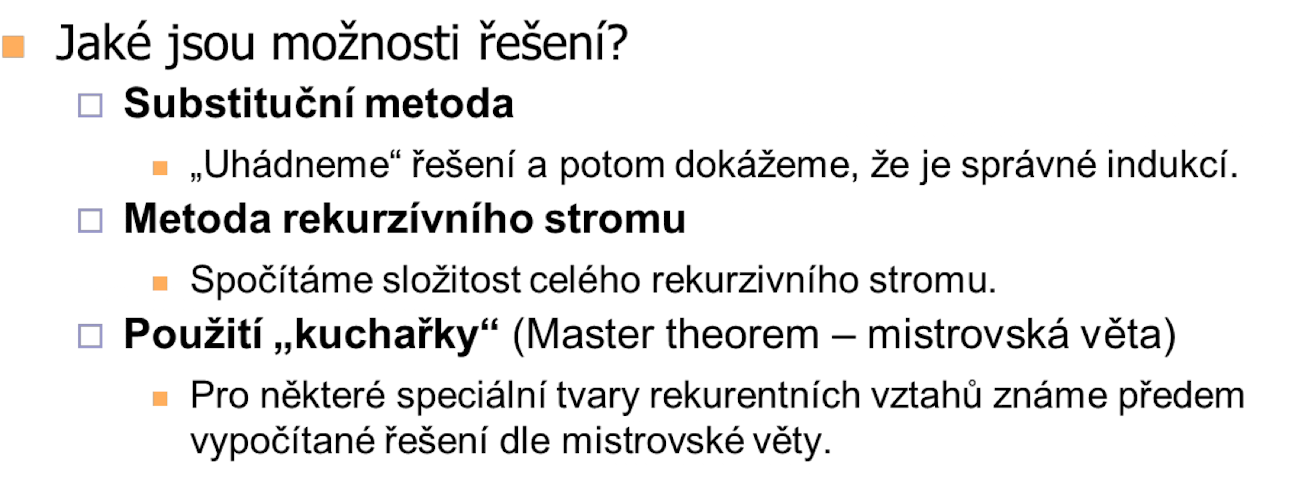 Jaké jsou možnosti řešení?
Substituční metoda
„Uhádneme“ řešení a potom dokážeme, že je správné indukcí.
Metoda rekurzívního stromu
Spočítáme složitost celého rekurzivního stromu.
Použití „kuchařky“ (Master theorem – mistrovská věta)
Pro některé speciální tvary rekurentních vztahů známe předem
vypočítané řešení dle mistrovské věty.